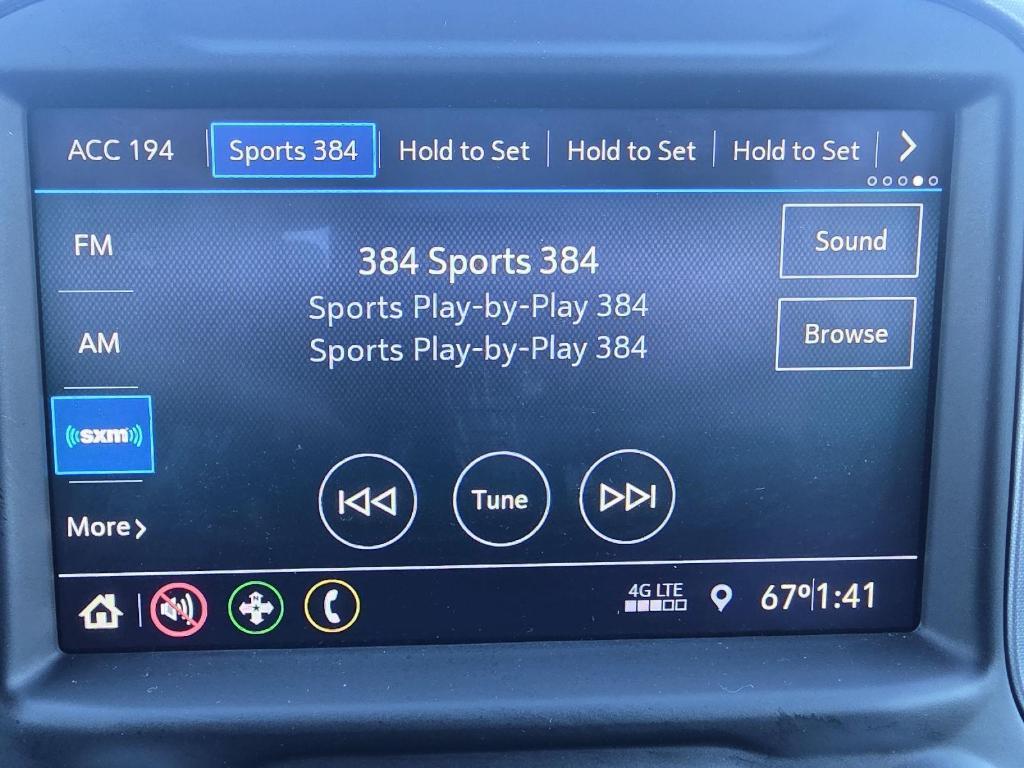 ACC 194 Sports 384 Hold to Set Hold to Set Hold to Set
FM
384 Sports 384
Sound
Sports Play-by-Play 384
AM
Sports Play-by-Play 384
Browse
sxm
More
Tune
N
4G LTE
67° 1:41